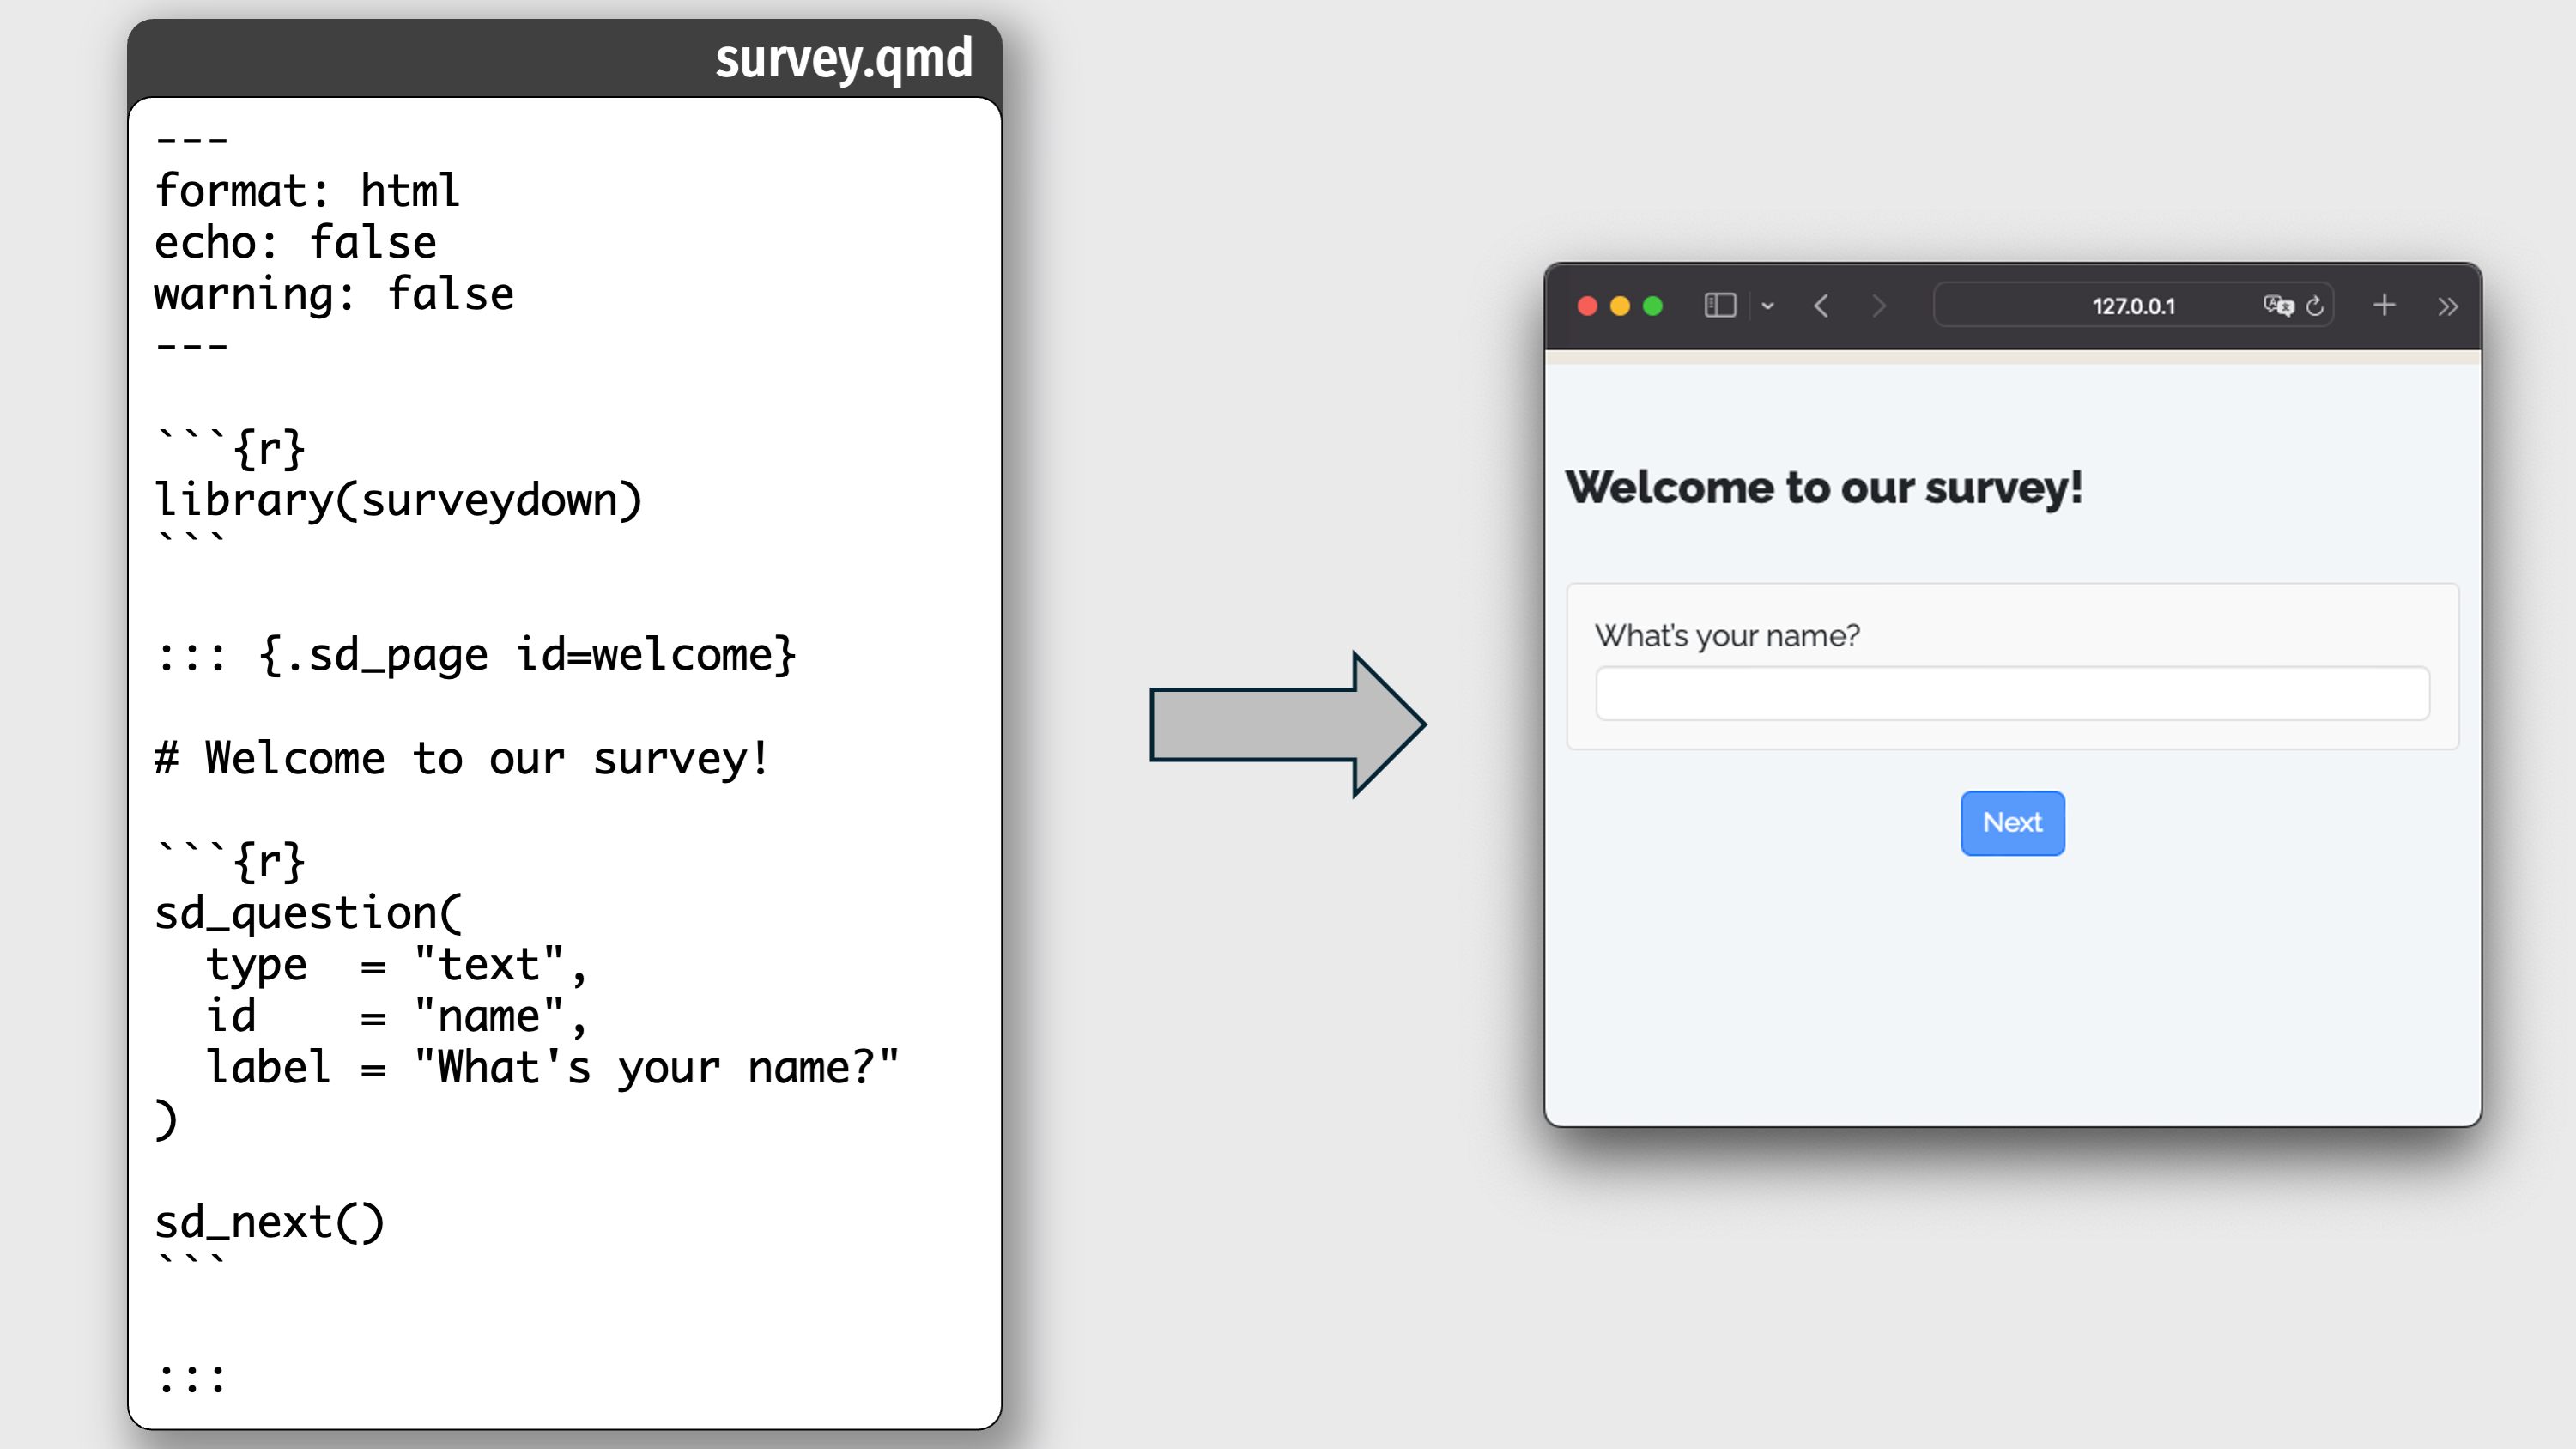 survey.qmd
---
format: html
echo: false
warning: false
---
```{r}
library(surveydown)
```
::: {.sd_page id=welcome}
# Welcome to our survey!
```{r}
sd_question(
  type  = "text",
  id    = "name",
  label = "What's your name?"
)
sd_next()
```
:::
127.0.0.1
Welcome to our survey!
What's your name?
Next